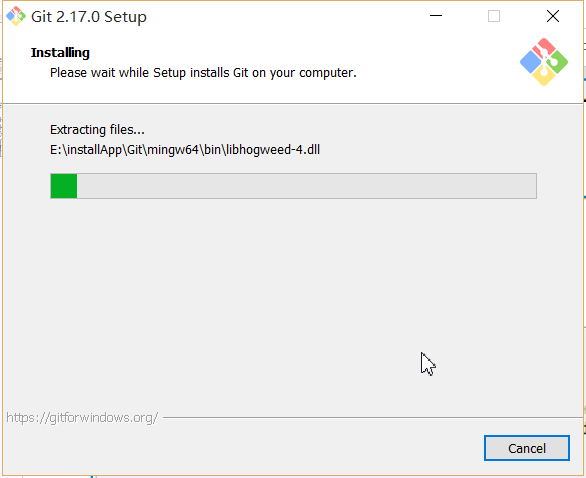 Git 2.17.0 Setup
Installing
Please wait while Setup installs Git on your computer.
Extracting files...
E:\installApp\Git\mingw64\bin\libhogweed-4.dll
https://gitforwindows.org/
Cancel